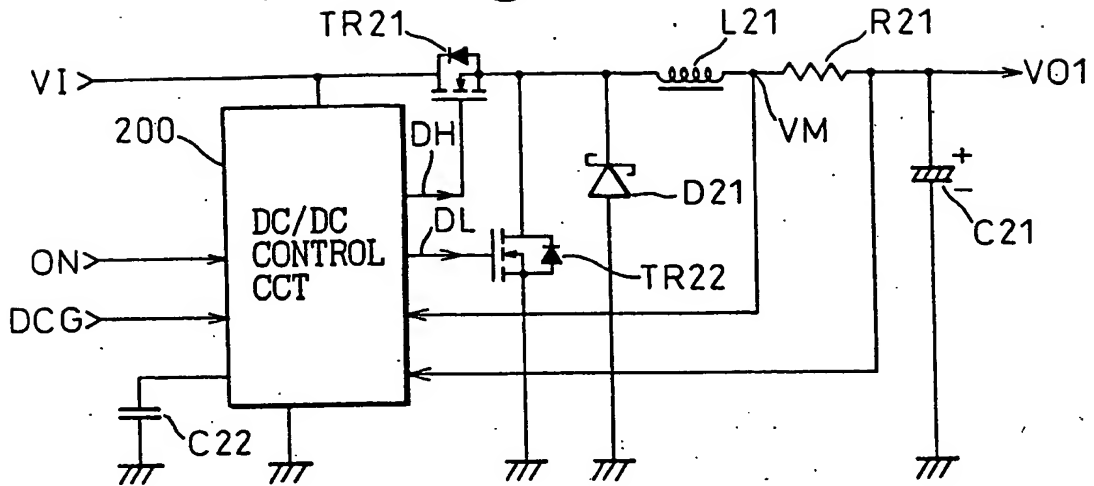 TR21
L21
R21
VI
VO1
200
DH
VM
DC/DC
CONTROL
CCT
DL
D21
+
-
C21
ON
TR22
DCG
C22